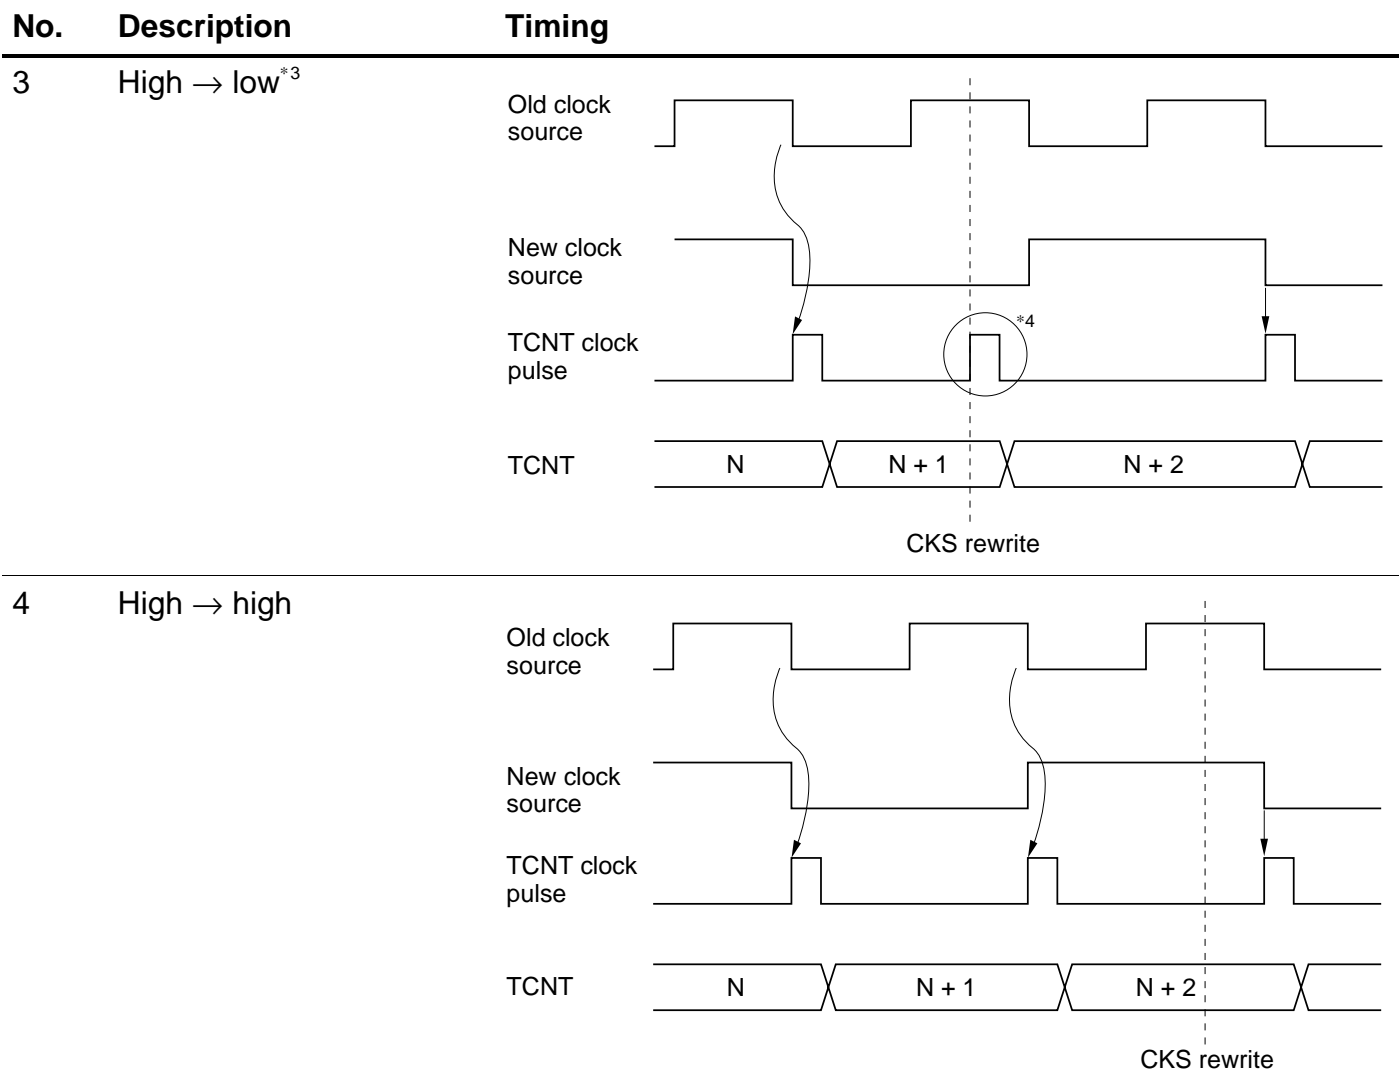 No. Description Timing
3 High → low*3
Old clock
source
New clock
source
*4
TCNT clock
pulse
TCNT N N + 1 N + 2
CKS rewrite
4 High → high
Old clock
source
New clock
source
TCNT clock
pulse
TCNT N N + 1 N + 2
CKS rewrite